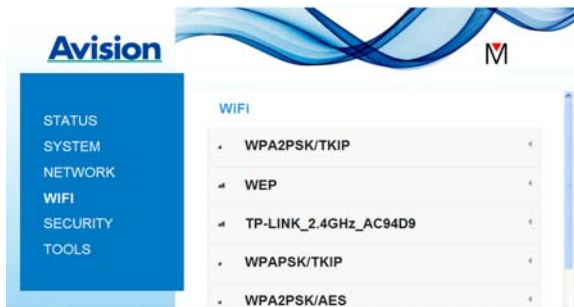 Avision
M
STATUS
SYSTEM
NETWORK
WIFI
SECURITY
TOOLS
WiFi
WPA2PSK/TKIP
WEP
TP-LINK_2.4GHz_AC94D9
WPAPSK/TKIP
WPA2PSK/AES